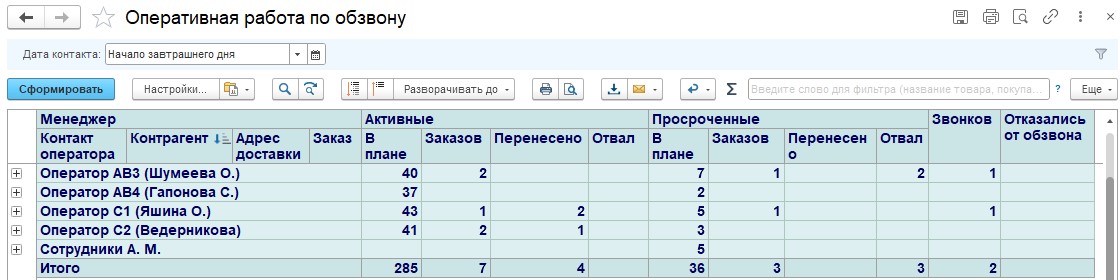 Оперативная работа по обзвону
Дата контакта: Начало завтрашнего дня
Сформировать Настройки... Разворачивать до Σ Введите слово для фильтра (название товара, покупа... ? Еще
Менеджер Активные Просроченные Звонков Отказались от обзвона
Контакт оператора Контрагент Адрес доставки Заказ В плане Заказов Перенесено Отвал В плане Заказов Перенесено Отвал
Оператор АВ3 (Шумеева О.) 40 2 7 1 2 1
Оператор АВ4 (Гапонова С.) 37 2
Оператор С1 (Яшина О.) 43 1 2 5 1 1
Оператор С2 (Ведерникова) 41 2 1 3
Сотрудники А. М. 5
Итого 285 7 4 36 3 3 2